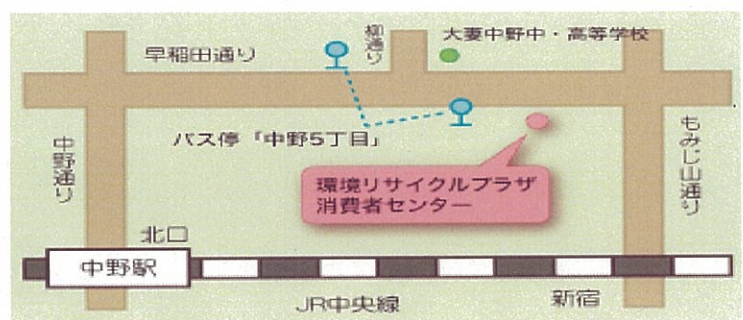 大妻中野中・高等学校
柳通り
早稲田通り
バス停「中野5丁目」
中野通り
もみじ山通り
環境リサイクルプラザ
消費者センター
北口
中野駅
JR中央線
新宿